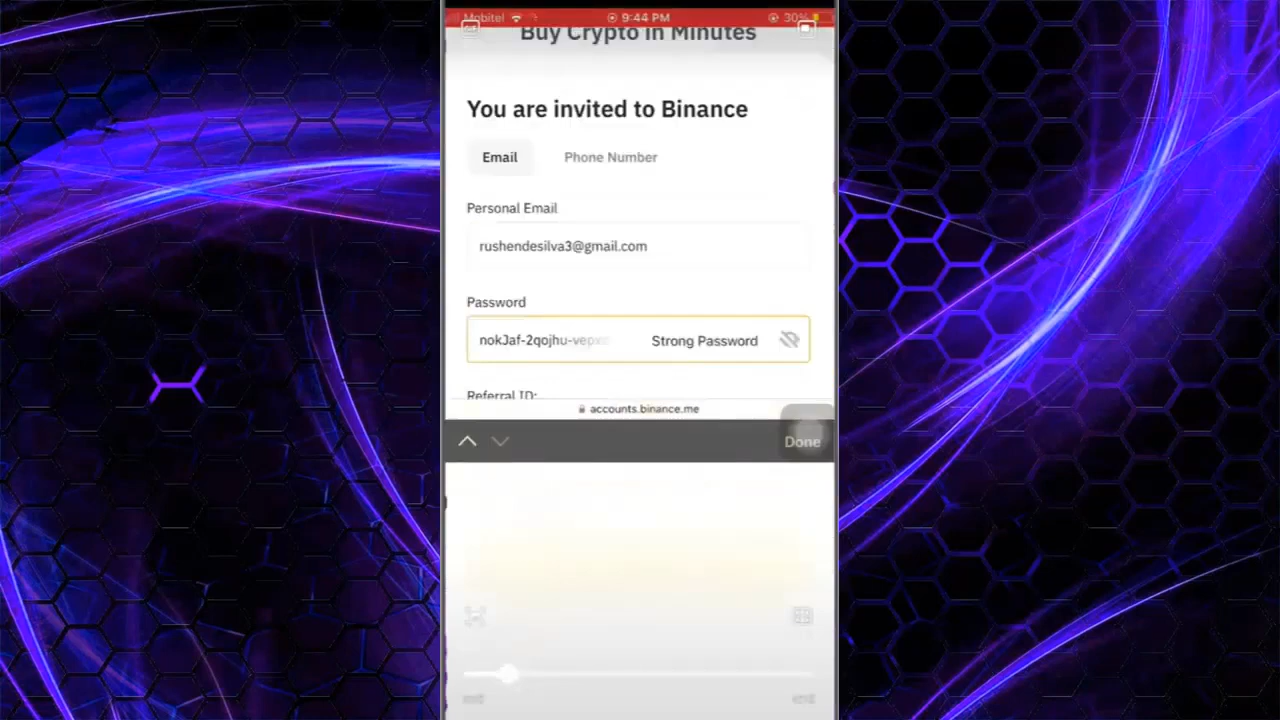 Mobitel 9:44 PM 30%
Buy Crypto in Minutes
You are invited to Binance
Email Phone Number
Personal Email
rushendesilva3@gmail.com
Password
nokJaf-2qojhu-vepx Strong Password
Referral ID:
accounts.binance.me
Done